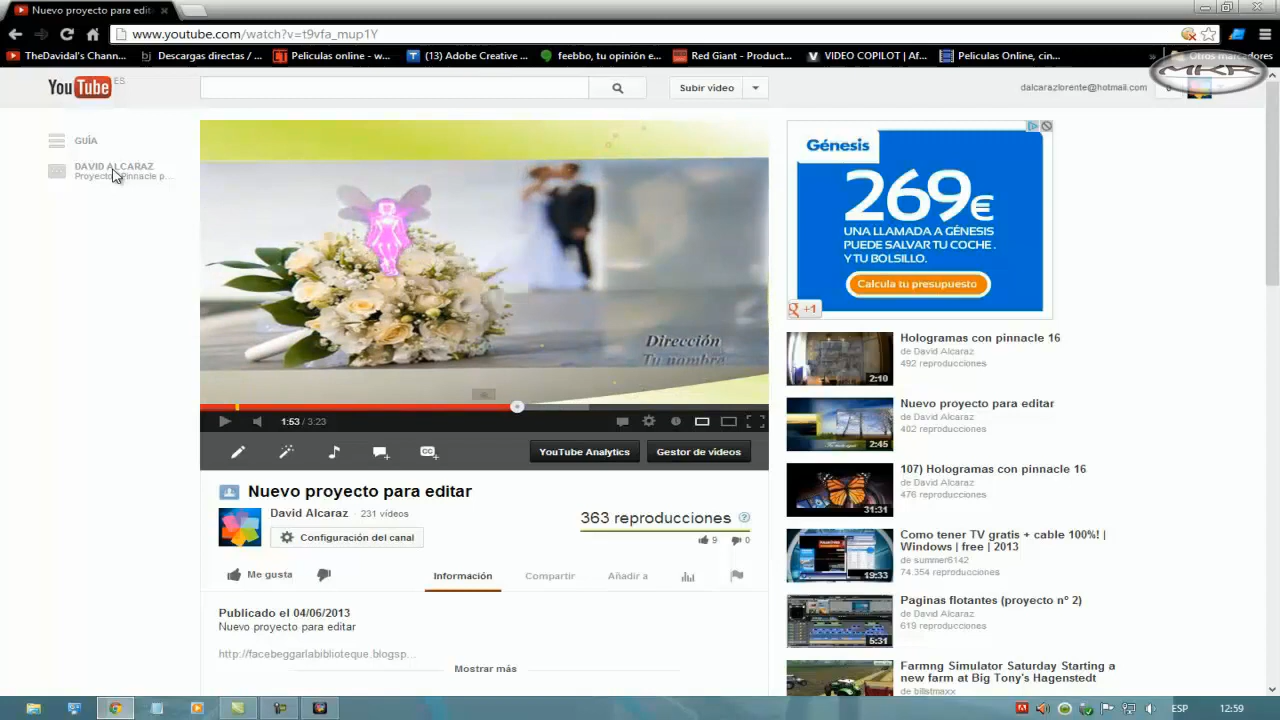 Nuevo proyecto para edit
www.youtube.com/watch?v=t9vfa_mup1Y
TheDavidal's Chann...
Descargas directas / ...
Peliculas online - w...
(13) Adobe Creative ...
feebbo, tu opinión e...
Red Giant - Product...
VIDEO COPILOT | Af...
Peliculas Online, cin...
»
Otros marcadores
MKR
YouTube ES
Subir vídeo
dalcarazlorente@hotmail.com
GUÍA
DAVID ALCARAZ
Proyecto Pinnacle p...
Dirección
Tu nombre
1:53 / 3:23
YouTube Analytics
Gestor de vídeos
Nuevo proyecto para editar
David Alcaraz · 231 vídeos
Configuración del canal
363 reproducciones
9 0
Me gusta
Información
Compartir
Añadir a
Publicado el 04/06/2013
Nuevo proyecto para editar
http://facebeggarlabiblioteque.blogsp...
Mostrar más
Génesis
269€
UNA LLAMADA A GÉNESIS
PUEDE SALVAR TU COCHE .
Y TU BOLSILLO.
Calcula tu presupuesto
g +1
Hologramas con pinnacle 16
de David Alcaraz
492 reproducciones
2:10
Nuevo proyecto para editar
de David Alcaraz
402 reproducciones
2:45
107) Hologramas con pinnacle 16
de David Alcaraz
476 reproducciones
31:31
Como tener TV gratis + cable 100%! |
Windows | free | 2013
de summer6142
74.354 reproducciones
19:33
Paginas flotantes (proyecto nº 2)
de David Alcaraz
619 reproducciones
5:31
Farmng Simulator Saturday Starting a
new farm at Big Tony's Hagenstedt
de bilistmaxx
ESP
12:59